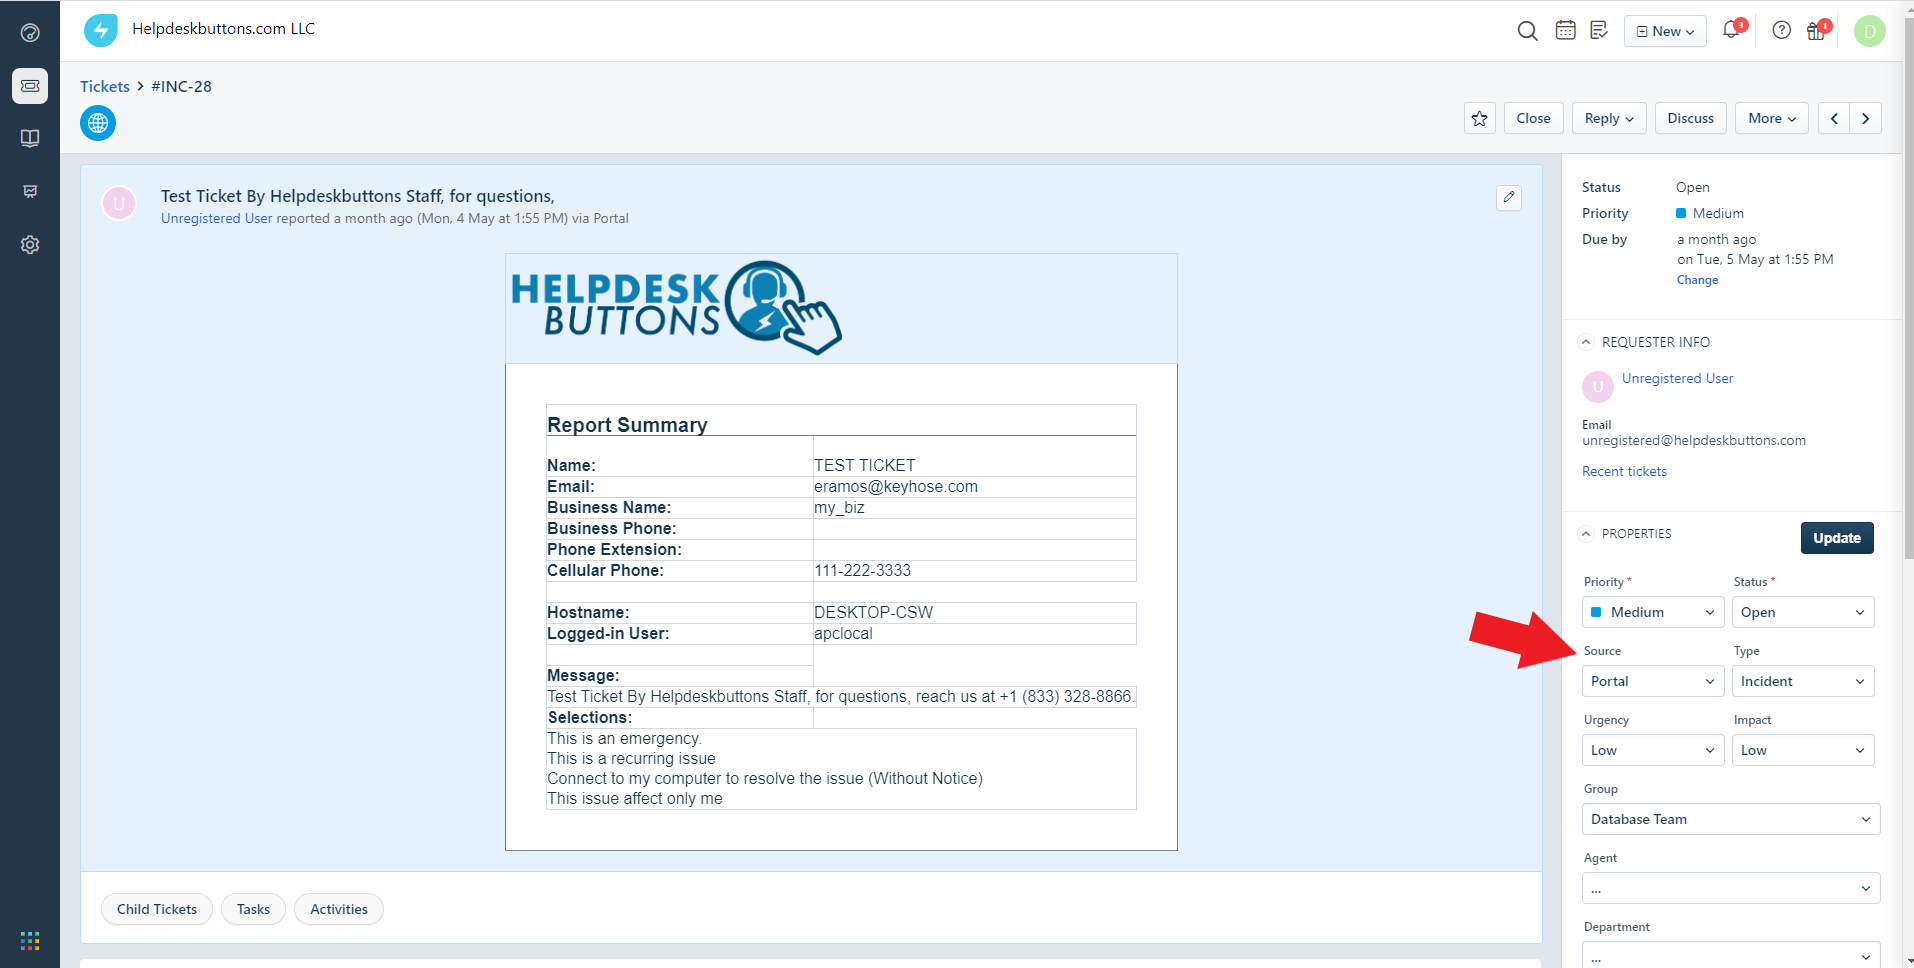 Helpdeskbuttons.com LLC
New
3
1
D
Tickets > #INC-28
Close
Reply
Discuss
More
U
Test Ticket By Helpdeskbuttons Staff, for questions,
Unregistered User reported a month ago (Mon, 4 May at 1:55 PM) via Portal
HELPDESK
BUTTONS
Report Summary
Name: TEST TICKET
Email: eramos@keyhose.com
Business Name: my_biz
Business Phone:
Phone Extension:
Cellular Phone: 111-222-3333
Hostname: DESKTOP-CSW
Logged-in User: apclocal
Message:
Test Ticket By Helpdeskbuttons Staff, for questions, reach us at +1 (833) 328-8866.
Selections:
This is an emergency.
This is a recurring issue
Connect to my computer to resolve the issue (Without Notice)
This issue affect only me
Child Tickets
Tasks
Activities
Status Open
Priority Medium
Due by a month ago
on Tue, 5 May at 1:55 PM
Change
REQUESTER INFO
U
Unregistered User
Email
unregistered@helpdeskbuttons.com
Recent tickets
PROPERTIES
Update
Priority * Status *
Medium Open
Source Type
Portal Incident
Urgency Impact
Low Low
Group
Database Team
Agent
...
Department
...